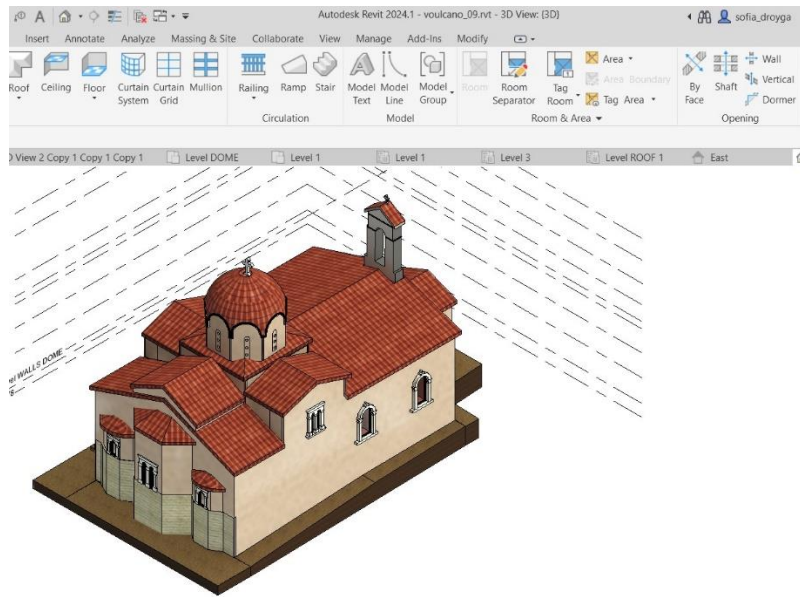 A
Autodesk Revit 2024.1 - voulcano_09.rvt - 3D View: {3D}
sofia_droyga
Insert Annotate Analyze Massing & Site Collaborate View Manage Add-Ins Modify
Roof Ceiling Floor Curtain System Curtain Grid Mullion Railing Ramp Stair Model Text Model Line Model Group Room Room Separator Tag Room Area Area Boundary Tag Area By Face Shaft Wall Vertical Dormer
Circulation Model Room & Area Opening
View 2 Copy 1 Copy 1 Copy 1 Level DOME Level 1 Level 1 Level 3 Level ROOF 1 East
WALLS DOME